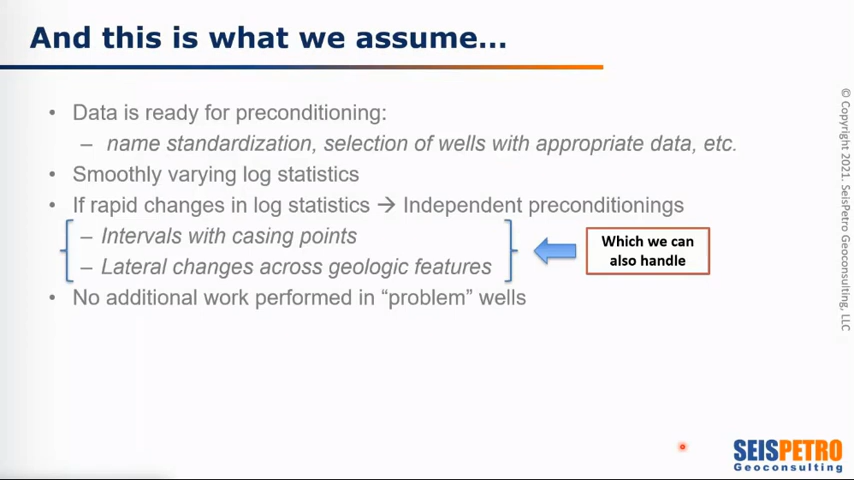 And this is what we assume...
• Data is ready for preconditioning:
– name standardization, selection of wells with appropriate data, etc.
• Smoothly varying log statistics
• If rapid changes in log statistics → Independent preconditionings
– Intervals with casing points
– Lateral changes across geologic features
Which we can
also handle
• No additional work performed in “problem” wells
© Copyright 2021. SeisPetro Geoconsulting, LLC
SEISPETRO
Geoconsulting